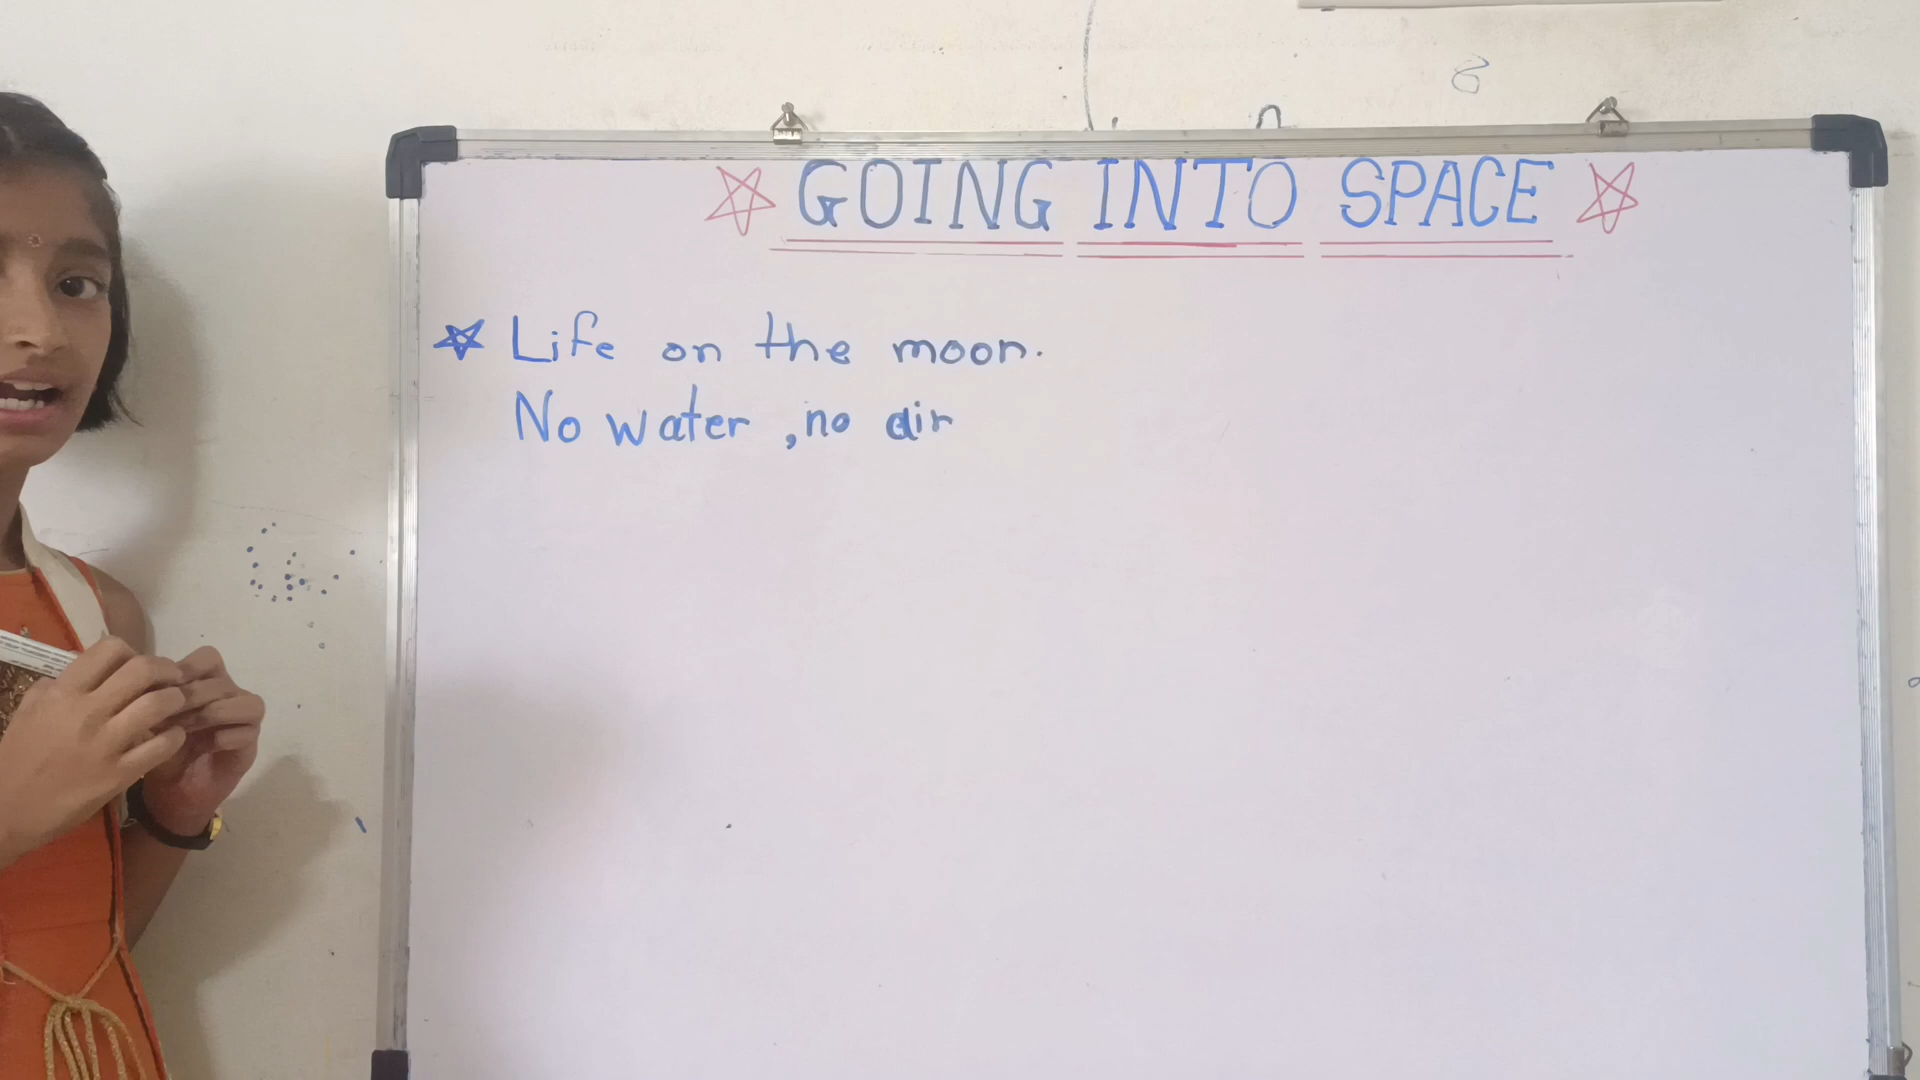 GOING INTO SPACE
Life on the moon.
No water , no air